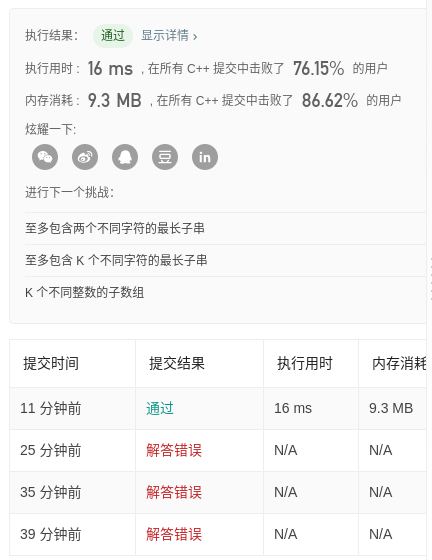 执行结果： 通过 显示详情 ›
执行用时 : 16 ms , 在所有 C++ 提交中击败了 76.15% 的用户
内存消耗 : 9.3 MB , 在所有 C++ 提交中击败了 86.62% 的用户
炫耀一下:
in
进行下一个挑战：
至多包含两个不同字符的最长子串
至多包含 K 个不同字符的最长子串
K 个不同整数的子数组
提交时间 提交结果 执行用时 内存消耗
11 分钟前 通过 16 ms 9.3 MB
25 分钟前 解答错误 N/A N/A
35 分钟前 解答错误 N/A N/A
39 分钟前 解答错误 N/A N/A